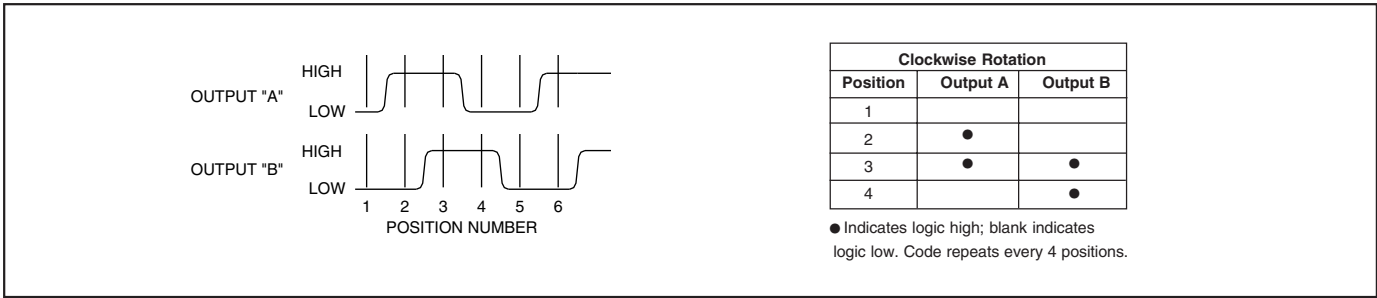 OUTPUT "A"
HIGH
LOW
OUTPUT "B"
HIGH
LOW
1 2 3 4 5 6
POSITION NUMBER
Clockwise Rotation
Position Output A Output B
1
2 ●
3 ● ●
4 ●
● Indicates logic high; blank indicates
logic low. Code repeats every 4 positions.